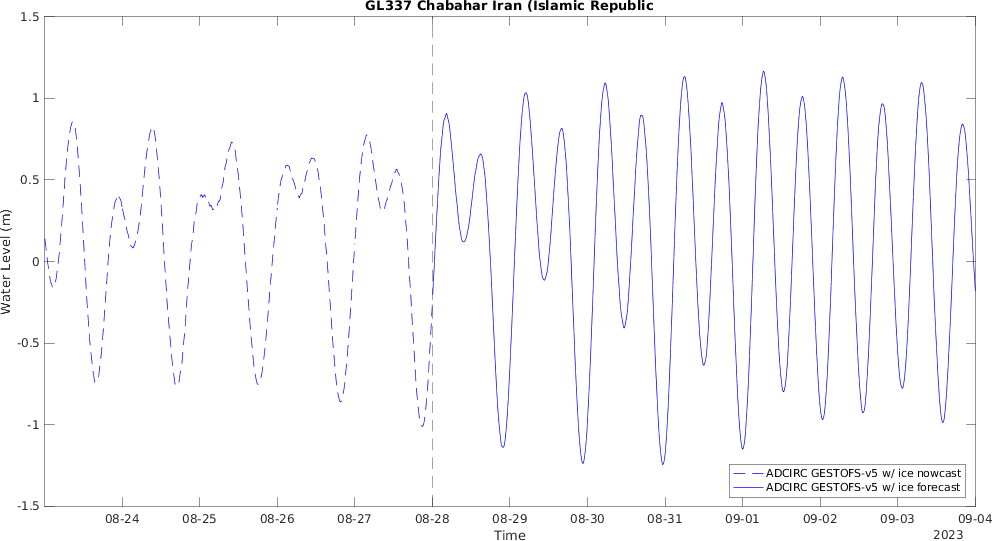 GL337 Chabahar Iran (Islamic Republic
1.5
1
0.5
0
-0.5
-1
-1.5
Water Level (m)
08-24 08-25 08-26 08-27 08-28 08-29 08-30 08-31 09-01 09-02 09-03 09-04
Time
2023
ADCIRC GESTOFS-v5 w/ ice nowcast
ADCIRC GESTOFS-v5 w/ ice forecast